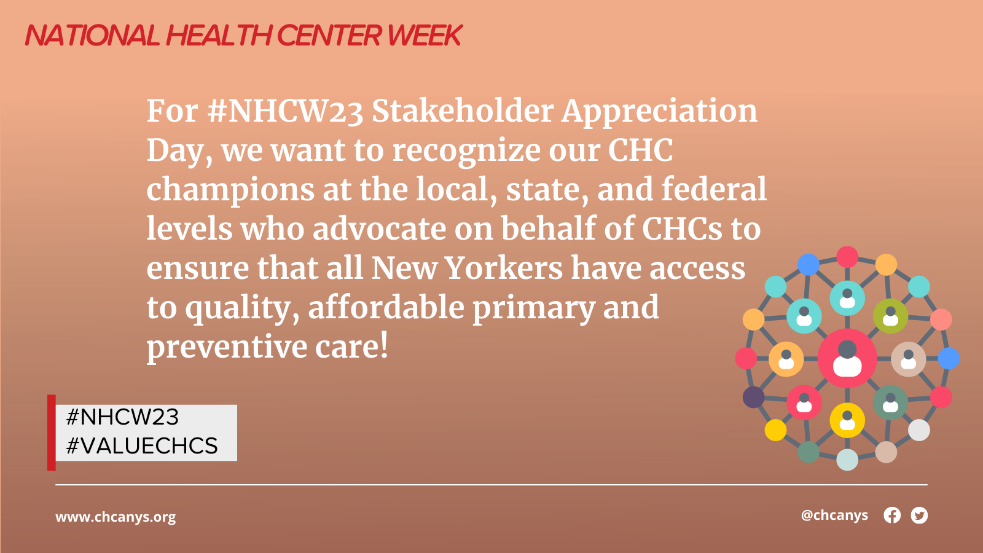 NATIONAL HEALTH CENTER WEEK
For #NHCW23 Stakeholder Appreciation
Day, we want to recognize our CHC
champions at the local, state, and federal
levels who advocate on behalf of CHCs to
ensure that all New Yorkers have access
to quality, affordable primary and
preventive care!
#NHCW23
#VALUECHCS
www.chcanys.org
@chcanys